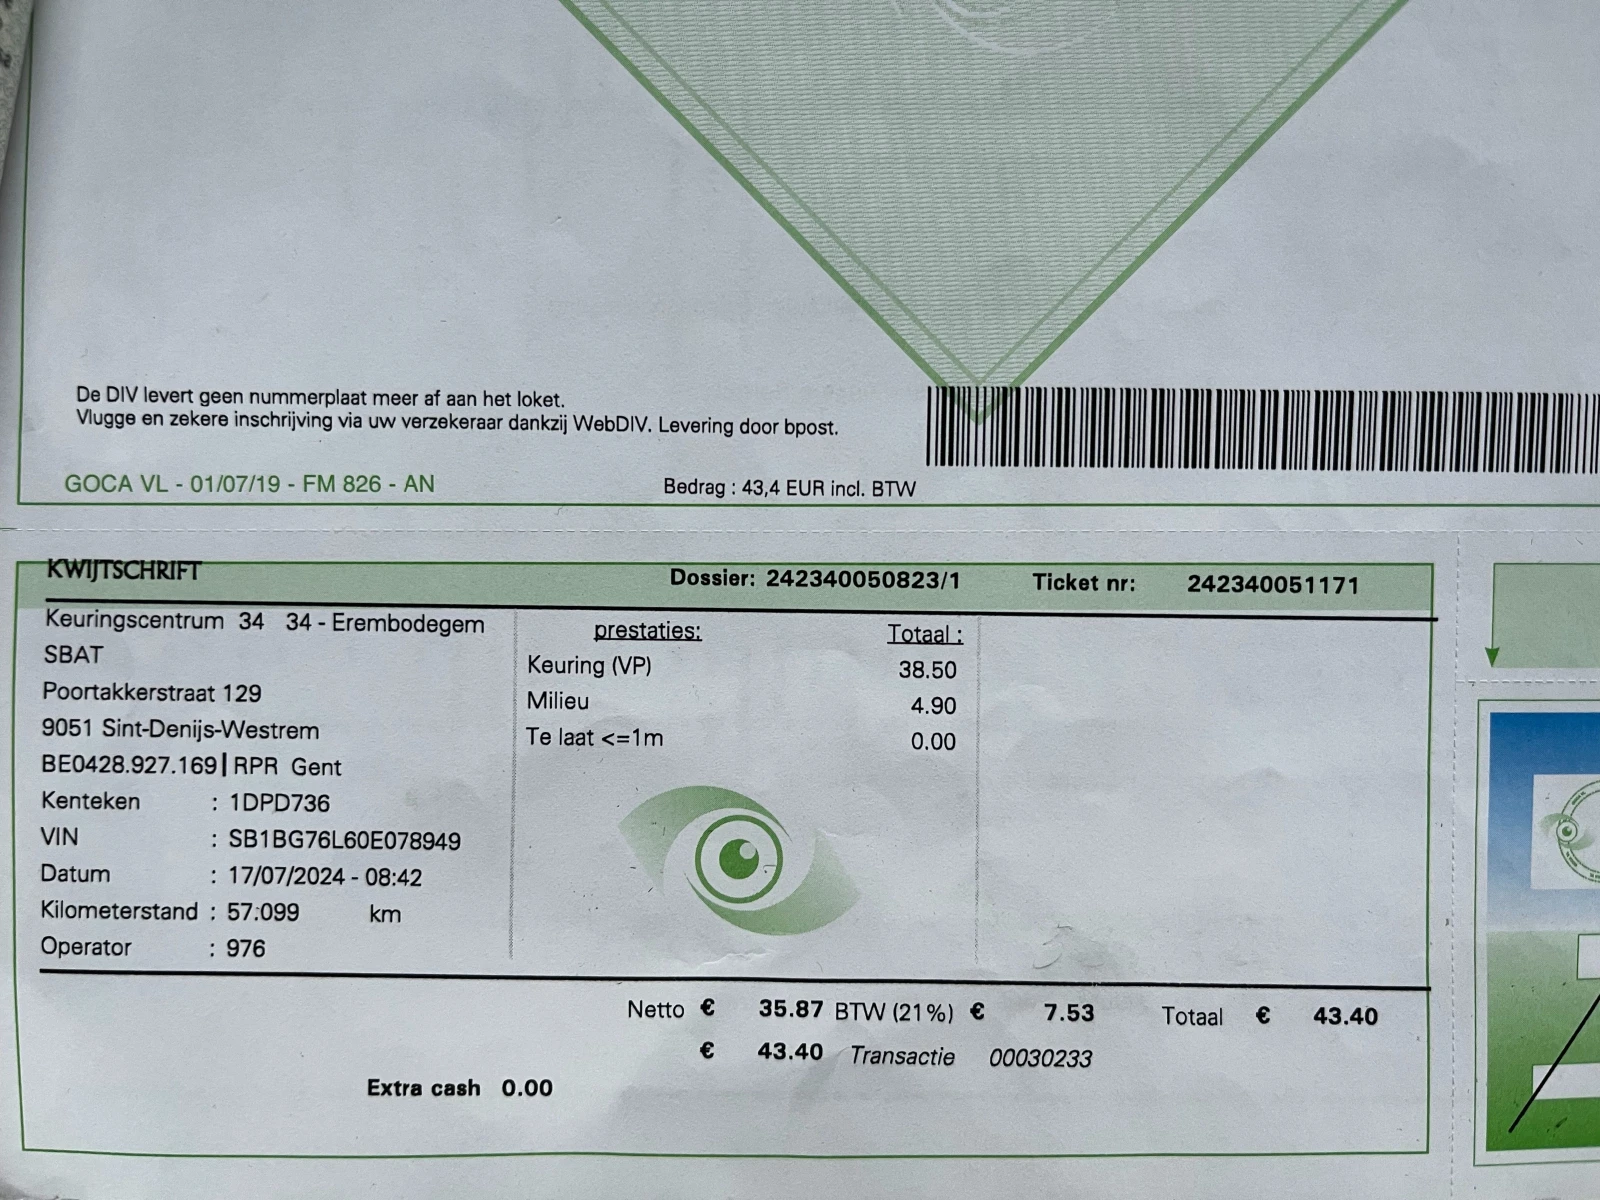 De DIV levert geen nummerplaat meer af aan het loket.
Vlugge en zekere inschrijving via uw verzekeraar dankzij WebDIV. Levering door bpost.
GOCA VL - 01/07/19 - FM 826 - AN
Bedrag : 43,4 EUR incl. BTW
KWIJTSCHRIFT
Dossier: 242340050823/1 Ticket nr: 242340051171
Keuringscentrum 34 34 - Erembodegem
SBAT
Poortakkerstraat 129
9051 Sint-Denijs-Westrem
BE0428.927.169 | RPR Gent
Kenteken : 1DPD736
VIN : SB1BG76L60E078949
Datum : 17/07/2024 - 08:42
Kilometerstand : 57:099 km
Operator : 976
prestaties: Totaal :
Keuring (VP) 38.50
Milieu 4.90
Te laat <=1m 0.00
Netto € 35.87 BTW (21%) € 7.53 Totaal € 43.40
€ 43.40 Transactie 00030233
Extra cash 0.00